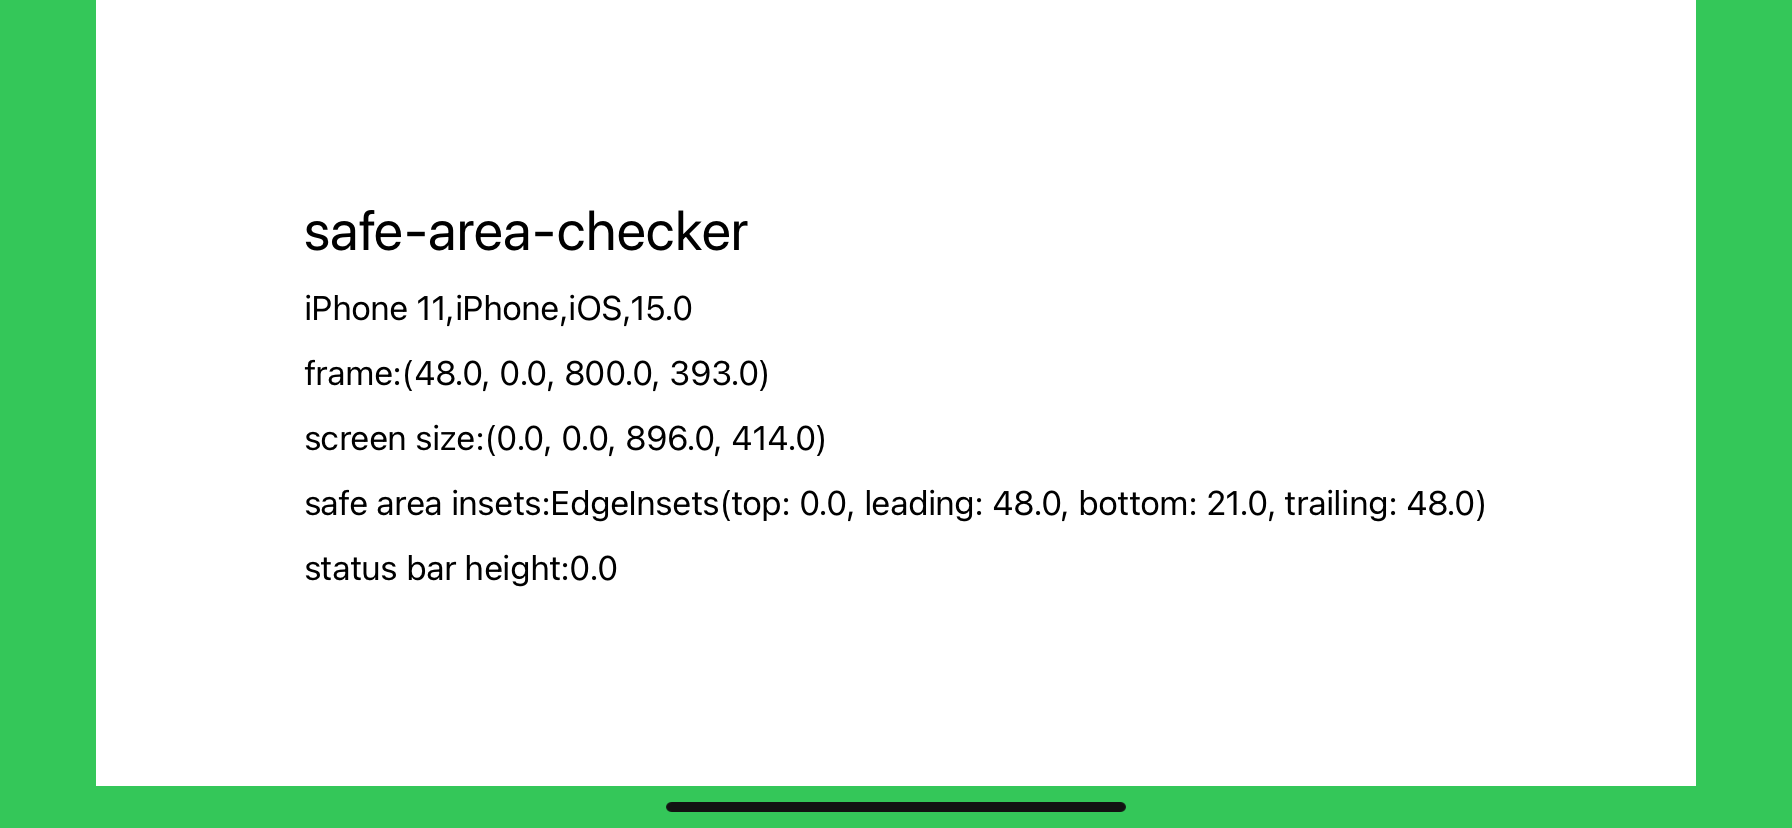 safe-area-checker
iPhone 11,iPhone,iOS,15.0
frame:(48.0, 0.0, 800.0, 393.0)
screen size:(0.0, 0.0, 896.0, 414.0)
safe area insets:EdgeInsets(top: 0.0, leading: 48.0, bottom: 21.0, trailing: 48.0)
status bar height:0.0